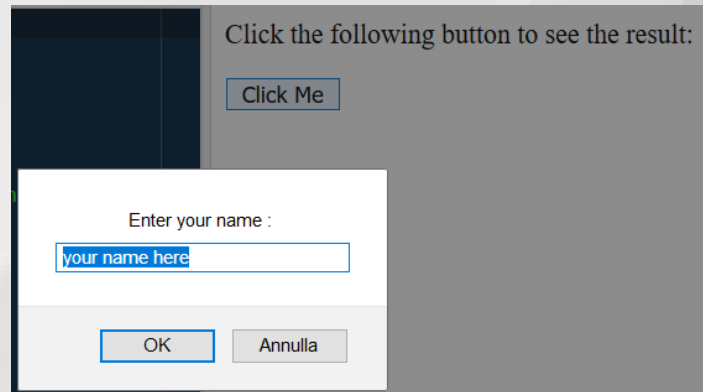 Click the following button to see the result:
Click Me
n
Enter your name :
your name here
OK
Annulla